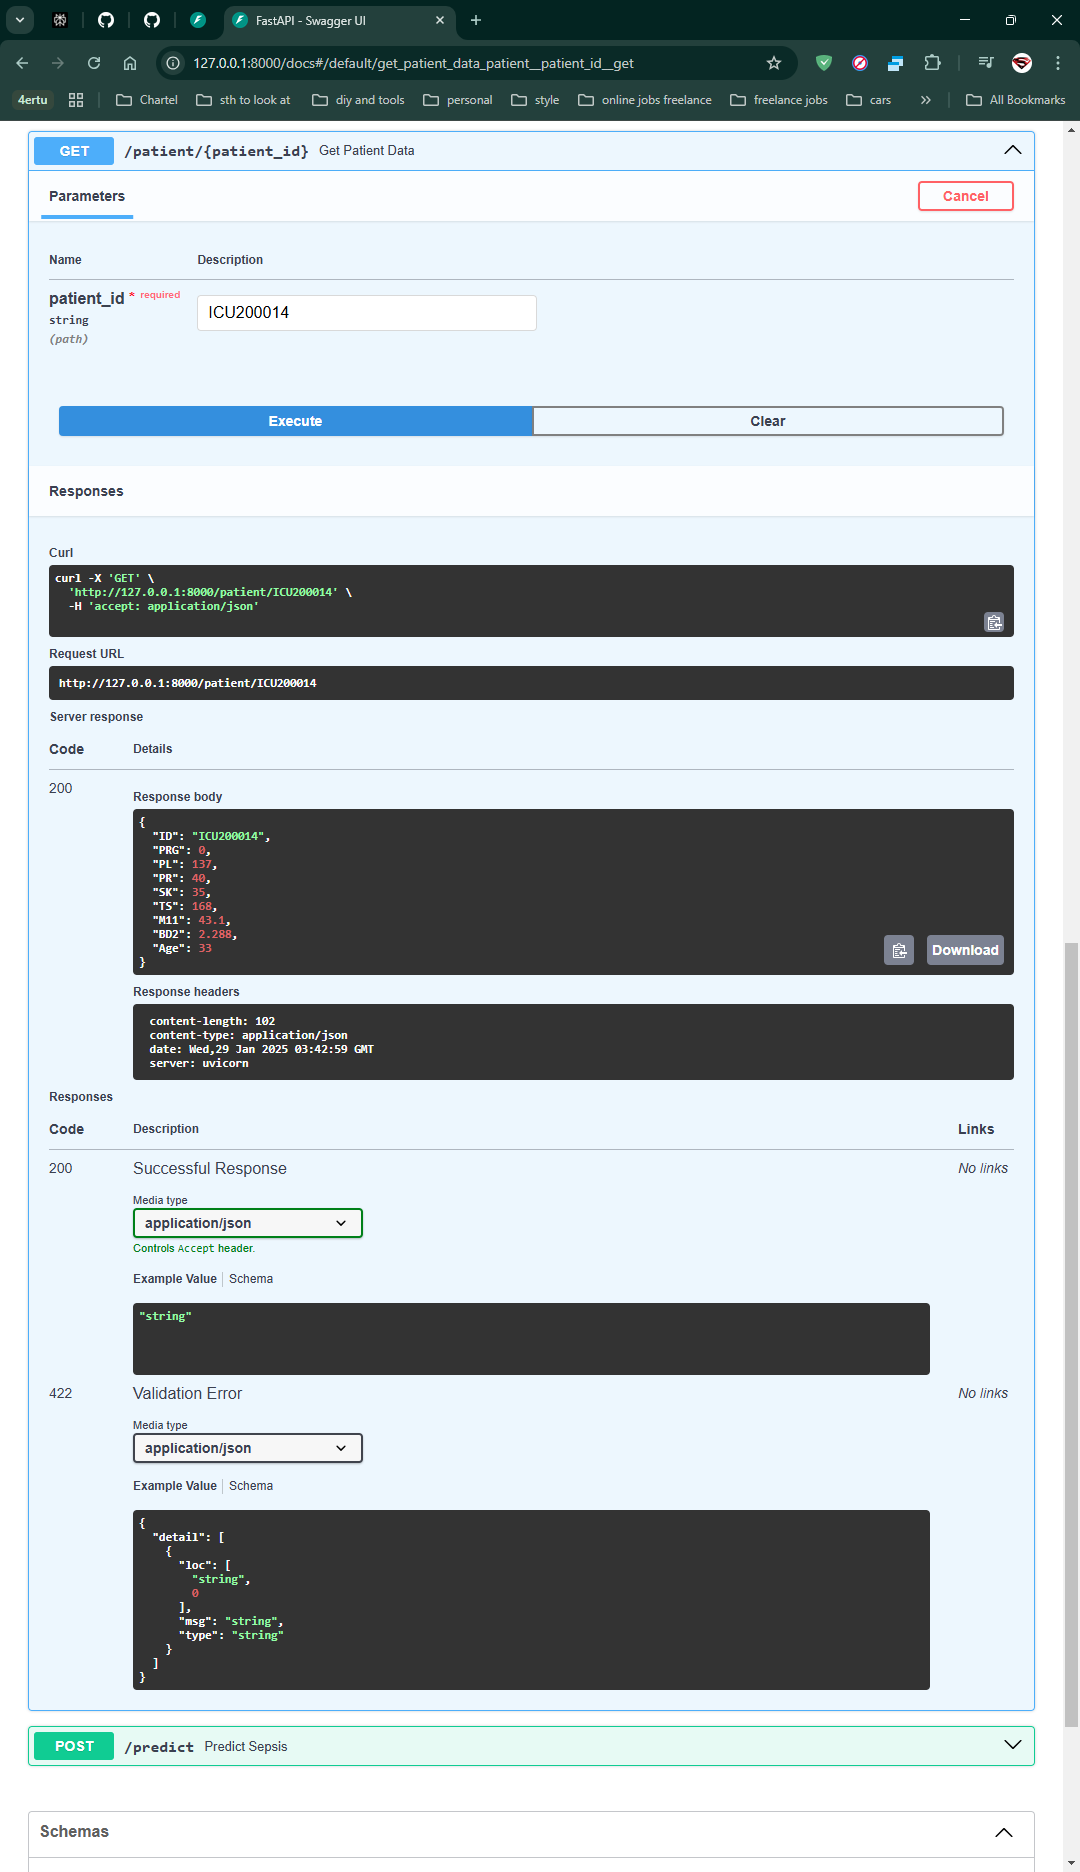 FastAPI - Swagger UI
127.0.0.1:8000/docs#/default/get_patient_data_patient__patient_id__get
4ertu
Chartel
sth to look at
diy and tools
personal
style
online jobs freelance
freelance jobs
cars
»
All Bookmarks
GET /patient/{patient_id} Get Patient Data
Parameters
Cancel
Name Description
patient_id * required
string
(path)
ICU200014
Execute
Clear
Responses
Curl
curl -X 'GET' \
'http://127.0.0.1:8000/patient/ICU200014' \
-H 'accept: application/json'
Request URL
http://127.0.0.1:8000/patient/ICU200014
Server response
Code Details
200
Response body
{
"ID": "ICU200014",
"PRG": 0,
"PL": 137,
"PR": 40,
"SK": 35,
"TS": 168,
"M11": 43.1,
"BD2": 2.288,
"Age": 33
}
Download
Response headers
content-length: 102
content-type: application/json
date: Wed,29 Jan 2025 03:42:59 GMT
server: uvicorn
Responses
Code Description Links
200 Successful Response No links
Media type
application/json
Controls Accept header.
Example Value Schema
"string"
422 Validation Error No links
Media type
application/json
Example Value Schema
{
"detail": [
{
"loc": [
"string",
0
],
"msg": "string",
"type": "string"
}
]
}
POST /predict Predict Sepsis
Schemas